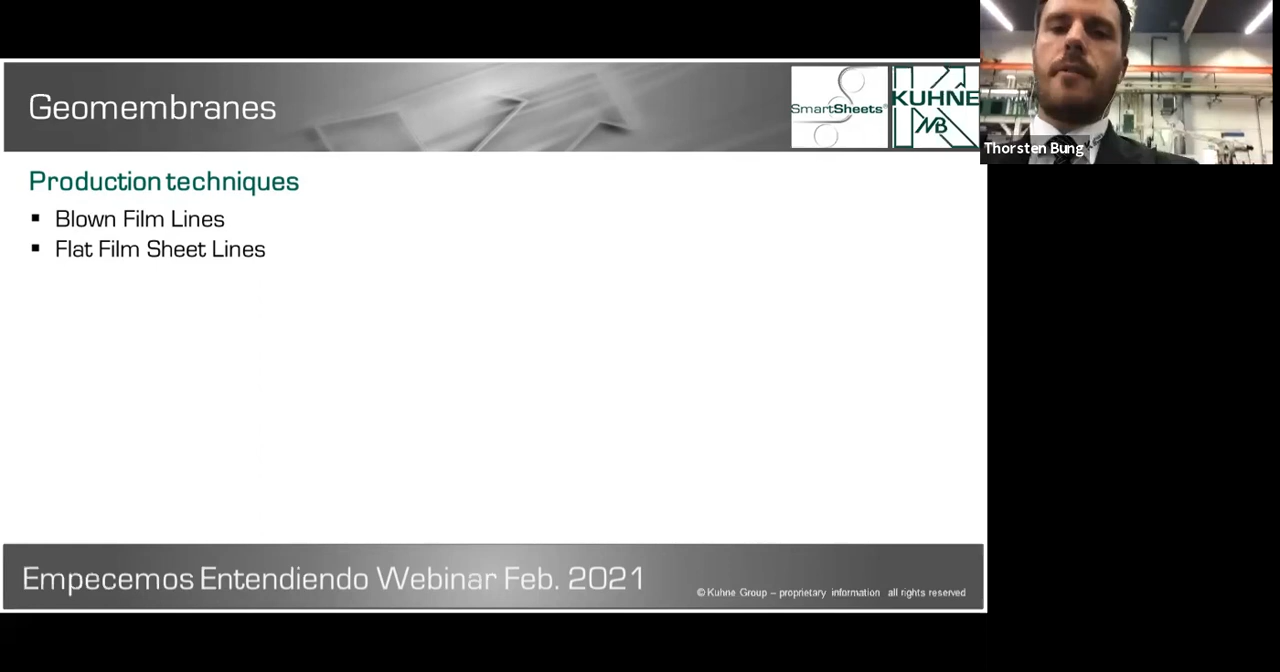 Geomembranes
SmartSheets®
KUHNE
Thorsten Bung
Production techniques
▪ Blown Film Lines
▪ Flat Film Sheet Lines
Empecemos Entendiendo Webinar Feb. 2021
© Kuhne Group – proprietary information all rights reserved